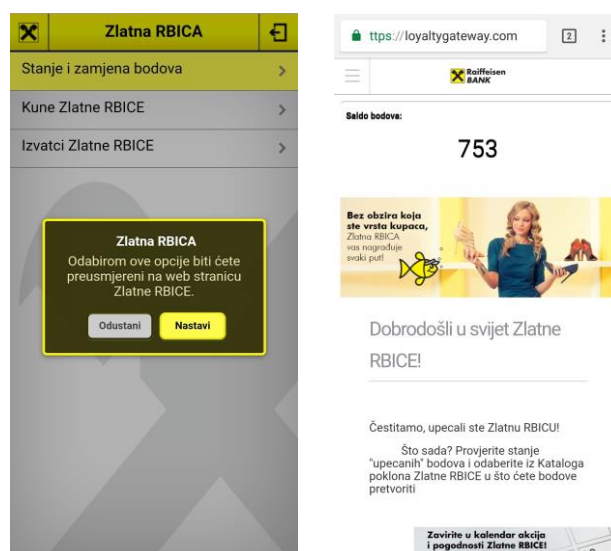 Zlatna RBICA
Stanje i zamjena bodova
Kune Zlatne RBICE
Izvatci Zlatne RBICE
Zlatna RBICA
Odabirom ove opcije biti ćete
preusmjereni na web stranicu
Zlatne RBICE.
Odustani
Nastavi
ttps://loyaltygateway.com
2
Raiffeisen
BANK
Saldo bodova:
753
Bez obzira koja
ste vrsta kupaca,
Zlatna RBICA
vas nagrađuje
svaki put!
Dobrodošli u svijet Zlatne
RBICE!
Čestitamo, upecali ste Zlatnu RBICU!
Što sada? Provjerite stanje
"upecanih" bodova i odaberite iz Kataloga
poklona Zlatne RBICE u što ćete bodove
pretvoriti
Zavirite u kalendar akcija
i pogodnosti Zlatne RBICE!